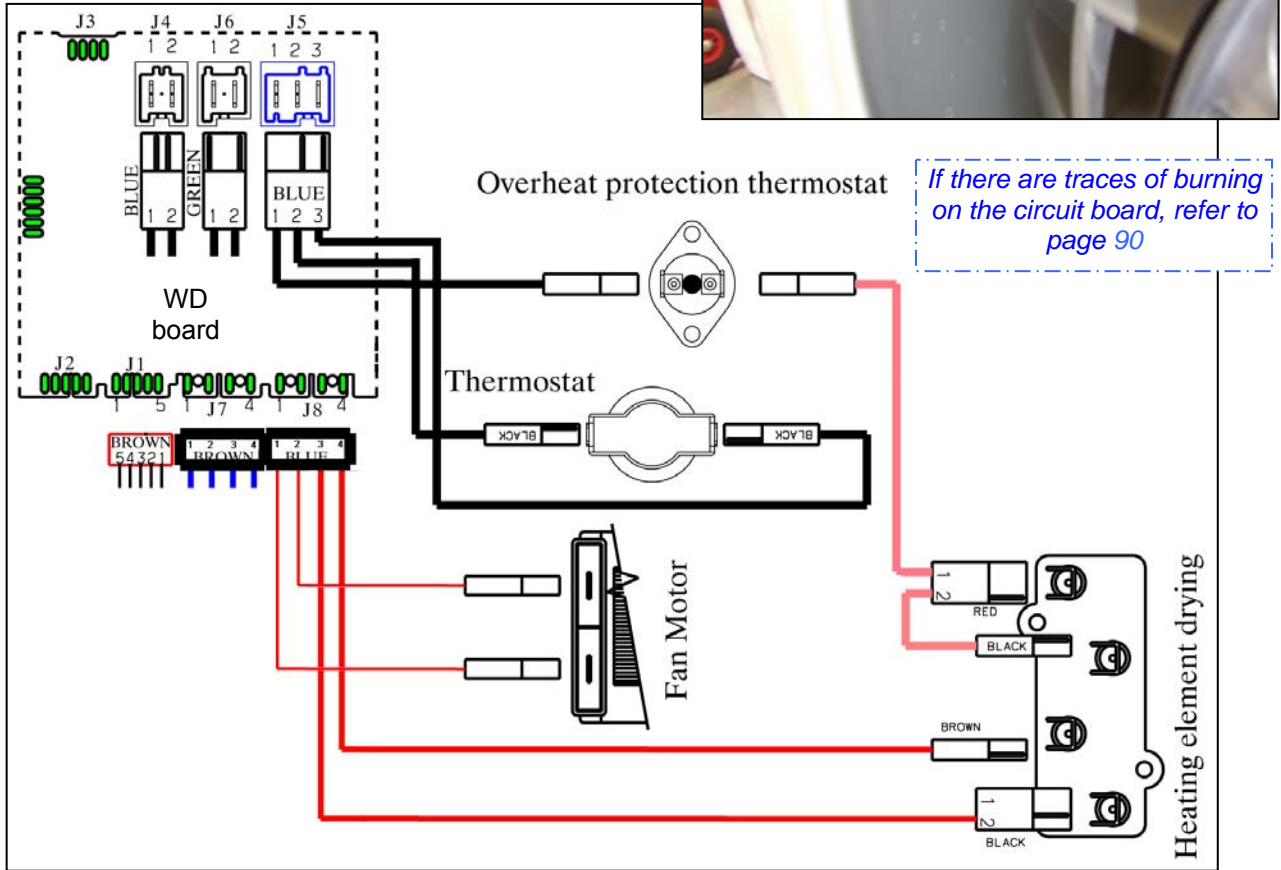 J3
J4
J6
J5
1 2
1 2
1 2 3
BLUE
GREEN
BLUE
1 2
1 2
1 2 3
WD
board
J2
J1
1
5
1
4
1
4
J7
J8
BROWN
54321
1 2 3 4
BROWN
1 2 3 4
BLUE
Overheat protection thermostat
If there are traces of burning
on the circuit board, refer to
page 90
Thermostat
BLACK
BLACK
Fan Motor
1
2
RED
BLACK
BROWN
1
2
BLACK
Heating element drying